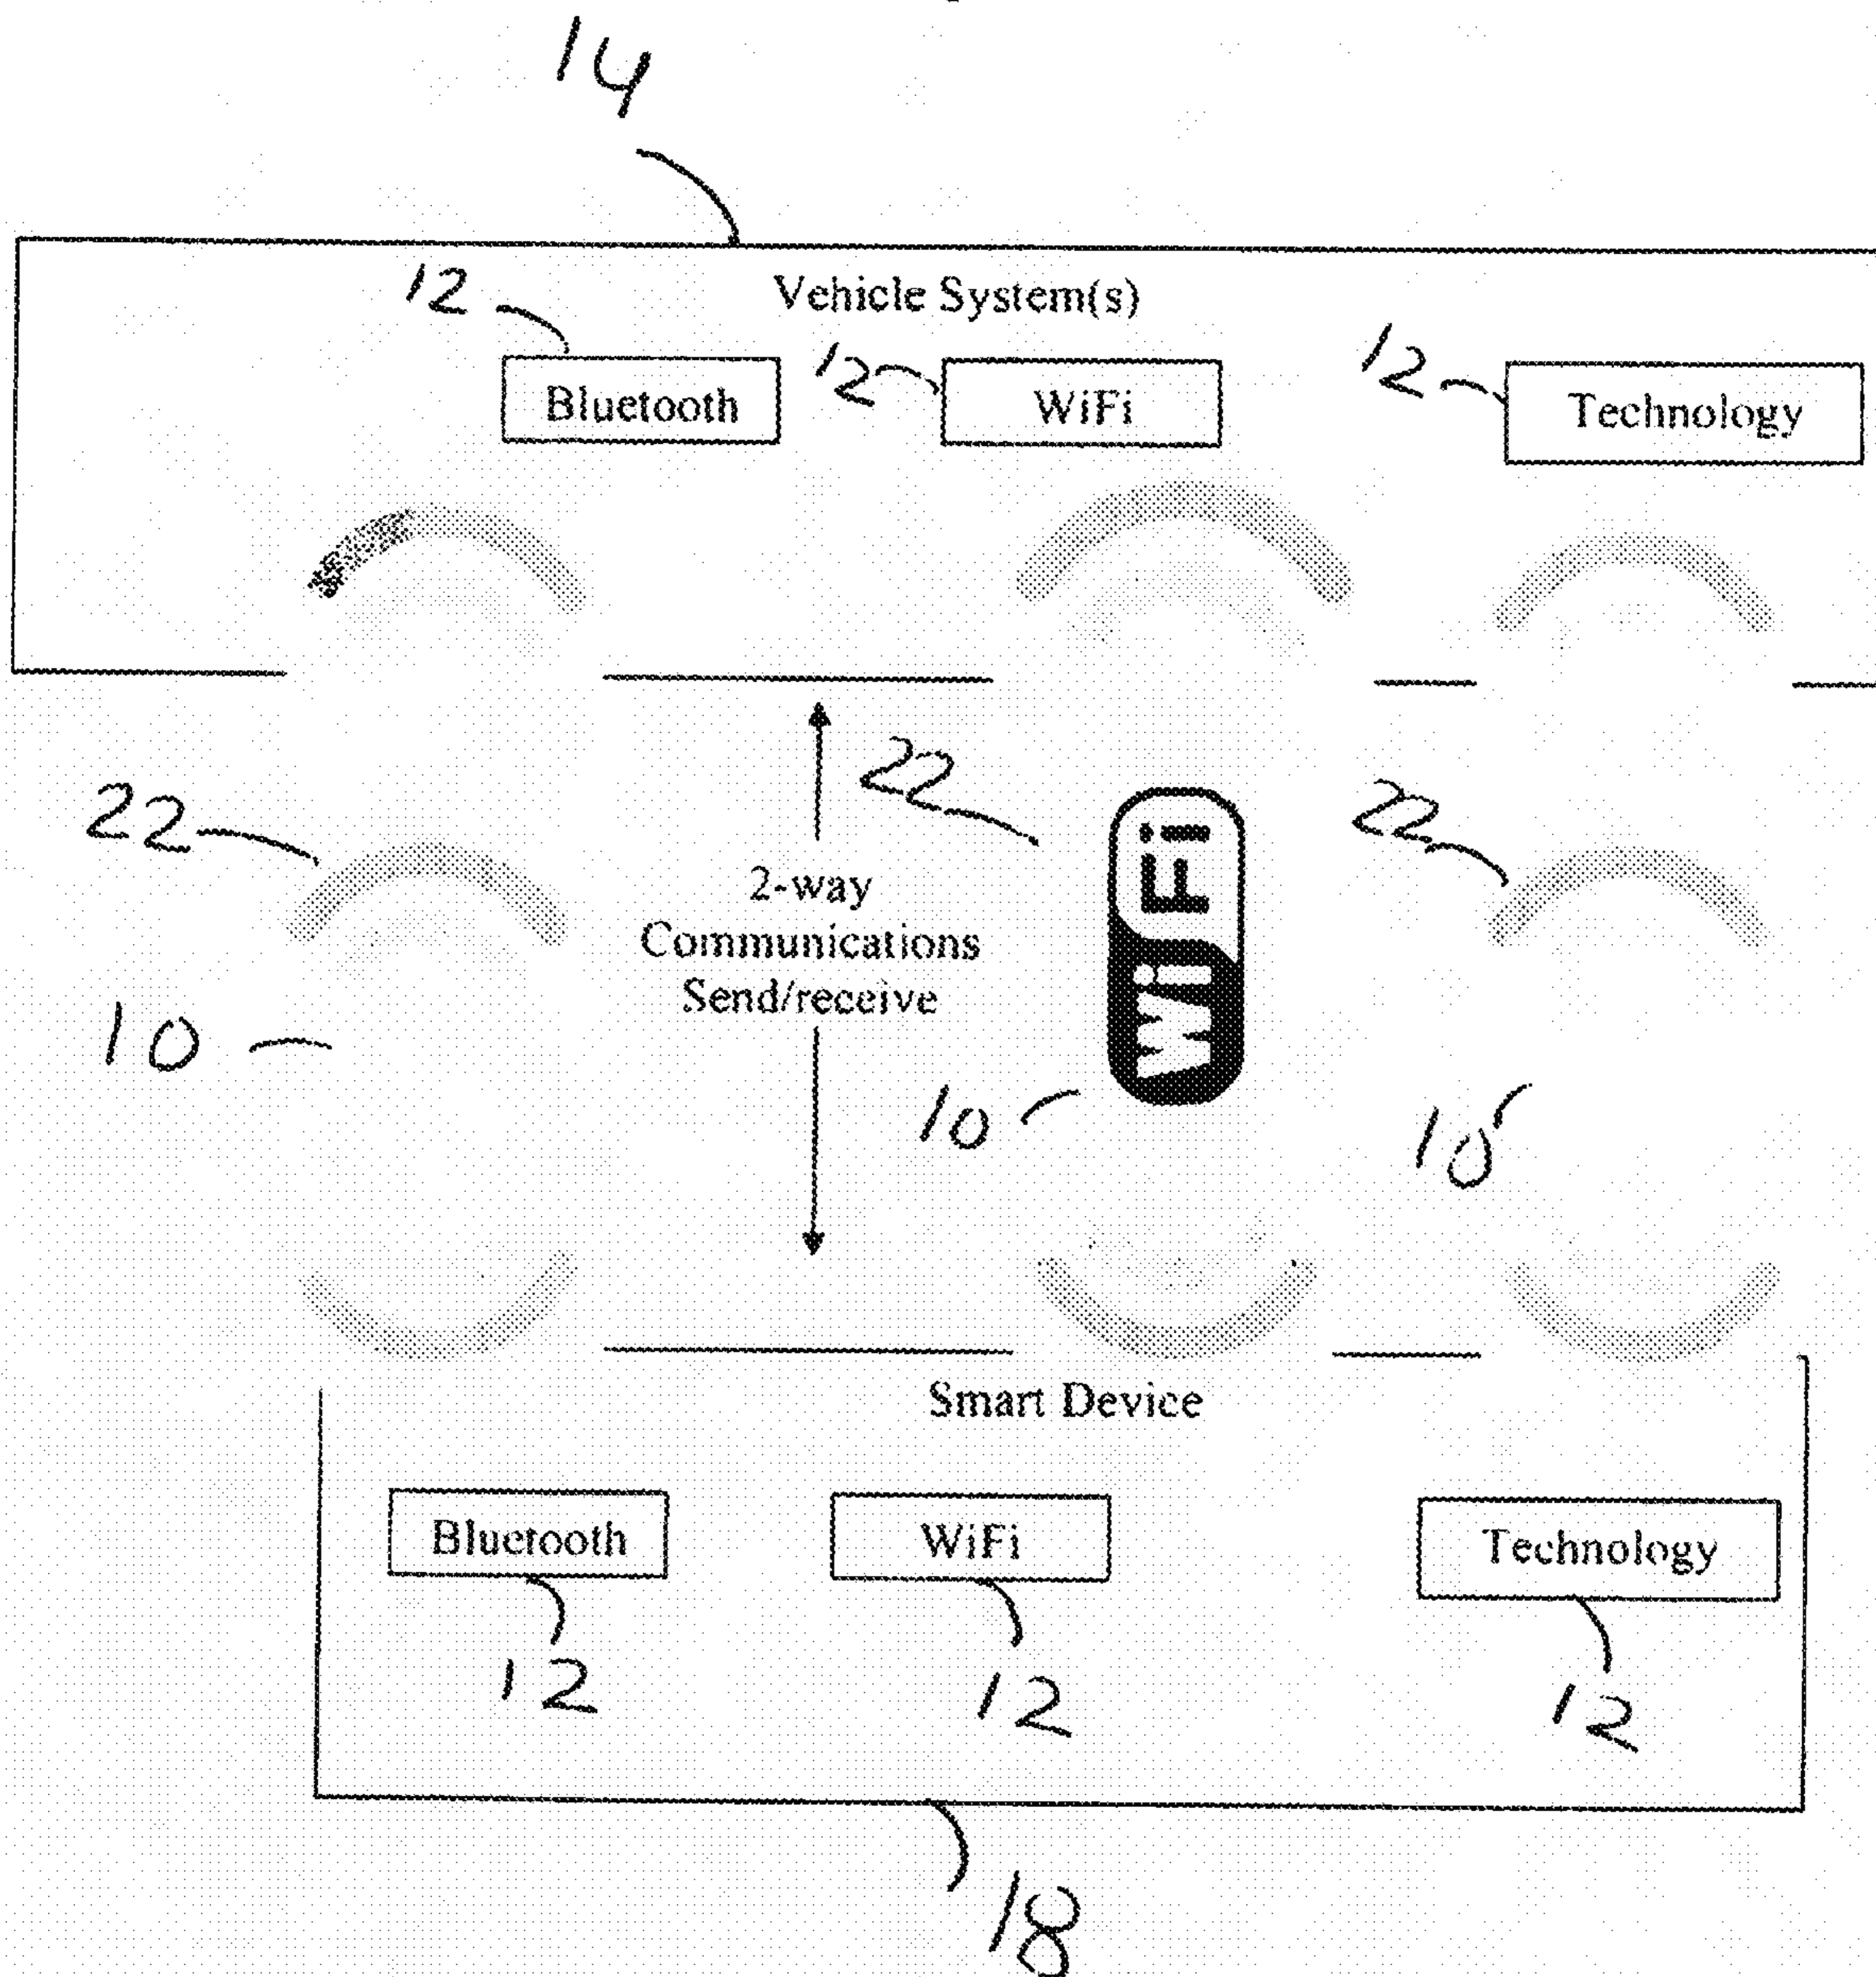 14
Vehicle System(s)
12 12 12
Bluetooth WiFi Technology
22 22 22
2-way
Communications
Send/receive
WiFi
10 10 10
Smart Device
Bluetooth WiFi Technology
12 12 12
18